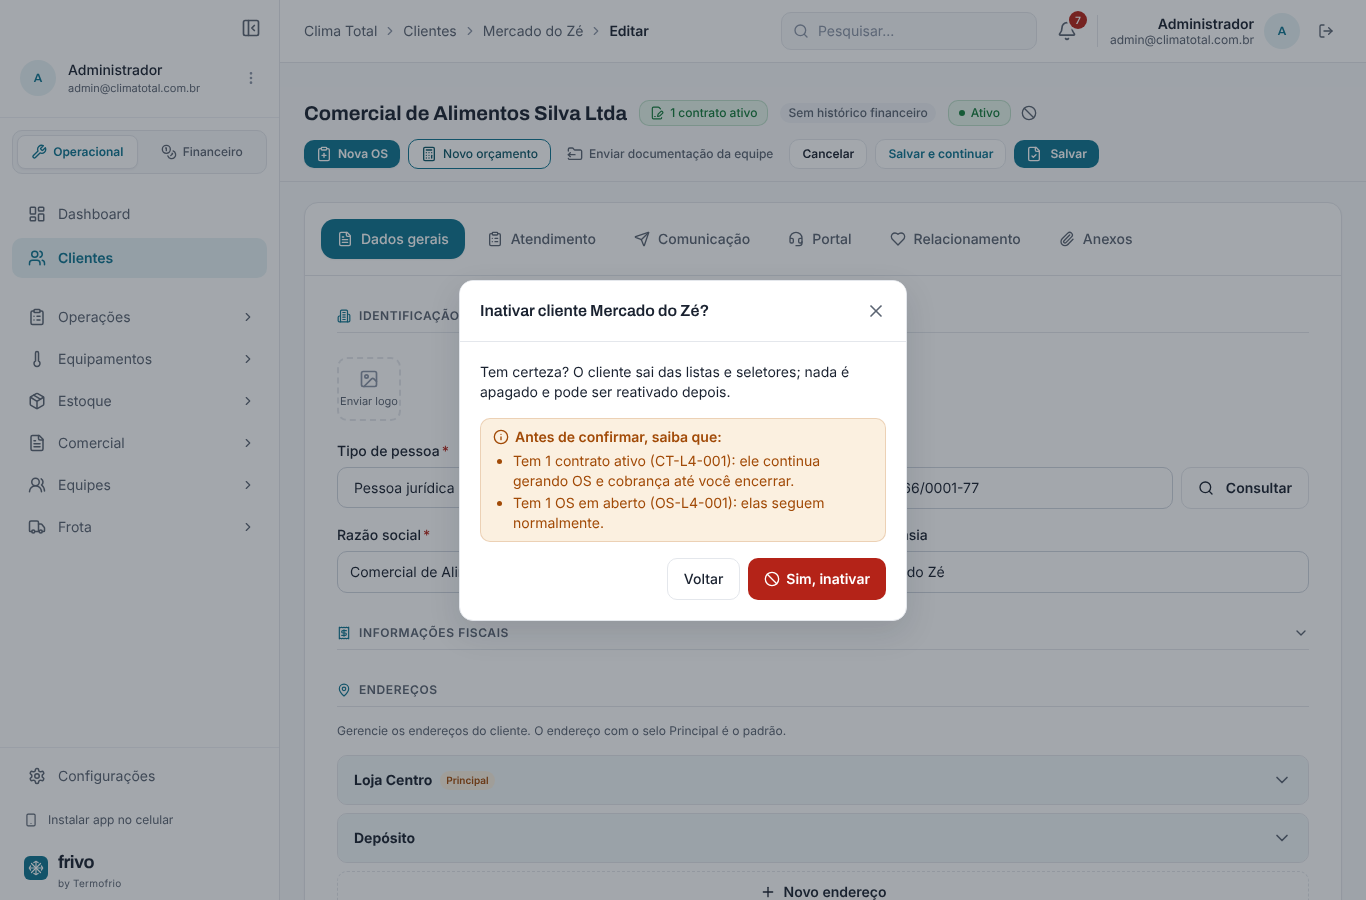 Clima Total
Clientes
Mercado do Zé
Editar
Pesquisar...
7
Administrador
admin@climatotal.com.br
A
A
Administrador
admin@climatotal.com.br
Operacional
Financeiro
Dashboard
Clientes
Operações
Equipamentos
Estoque
Comercial
Equipes
Frota
Configurações
Instalar app no celular
frivo
by Termofrio
Comercial de Alimentos Silva Ltda
1 contrato ativo
Sem histórico financeiro
Ativo
Nova OS
Novo orçamento
Enviar documentação da equipe
Cancelar
Salvar e continuar
Salvar
Dados gerais
Atendimento
Comunicação
Portal
Relacionamento
Anexos
IDENTIFICAÇÃO
Enviar logo
Tipo de pessoa*
Pessoa jurídica
66/0001-77
Consultar
Razão social*
Comercial de Ali
sia
do Zé
INFORMAÇÕES FISCAIS
ENDEREÇOS
Gerencie os endereços do cliente. O endereço com o selo Principal é o padrão.
Loja Centro
Principal
Depósito
Novo endereço
Inativar cliente Mercado do Zé?
Tem certeza? O cliente sai das listas e seletores; nada é
apagado e pode ser reativado depois.
Antes de confirmar, saiba que:
• Tem 1 contrato ativo (CT-L4-001): ele continua
gerando OS e cobrança até você encerrar.
• Tem 1 OS em aberto (OS-L4-001): elas seguem
normalmente.
Voltar
Sim, inativar